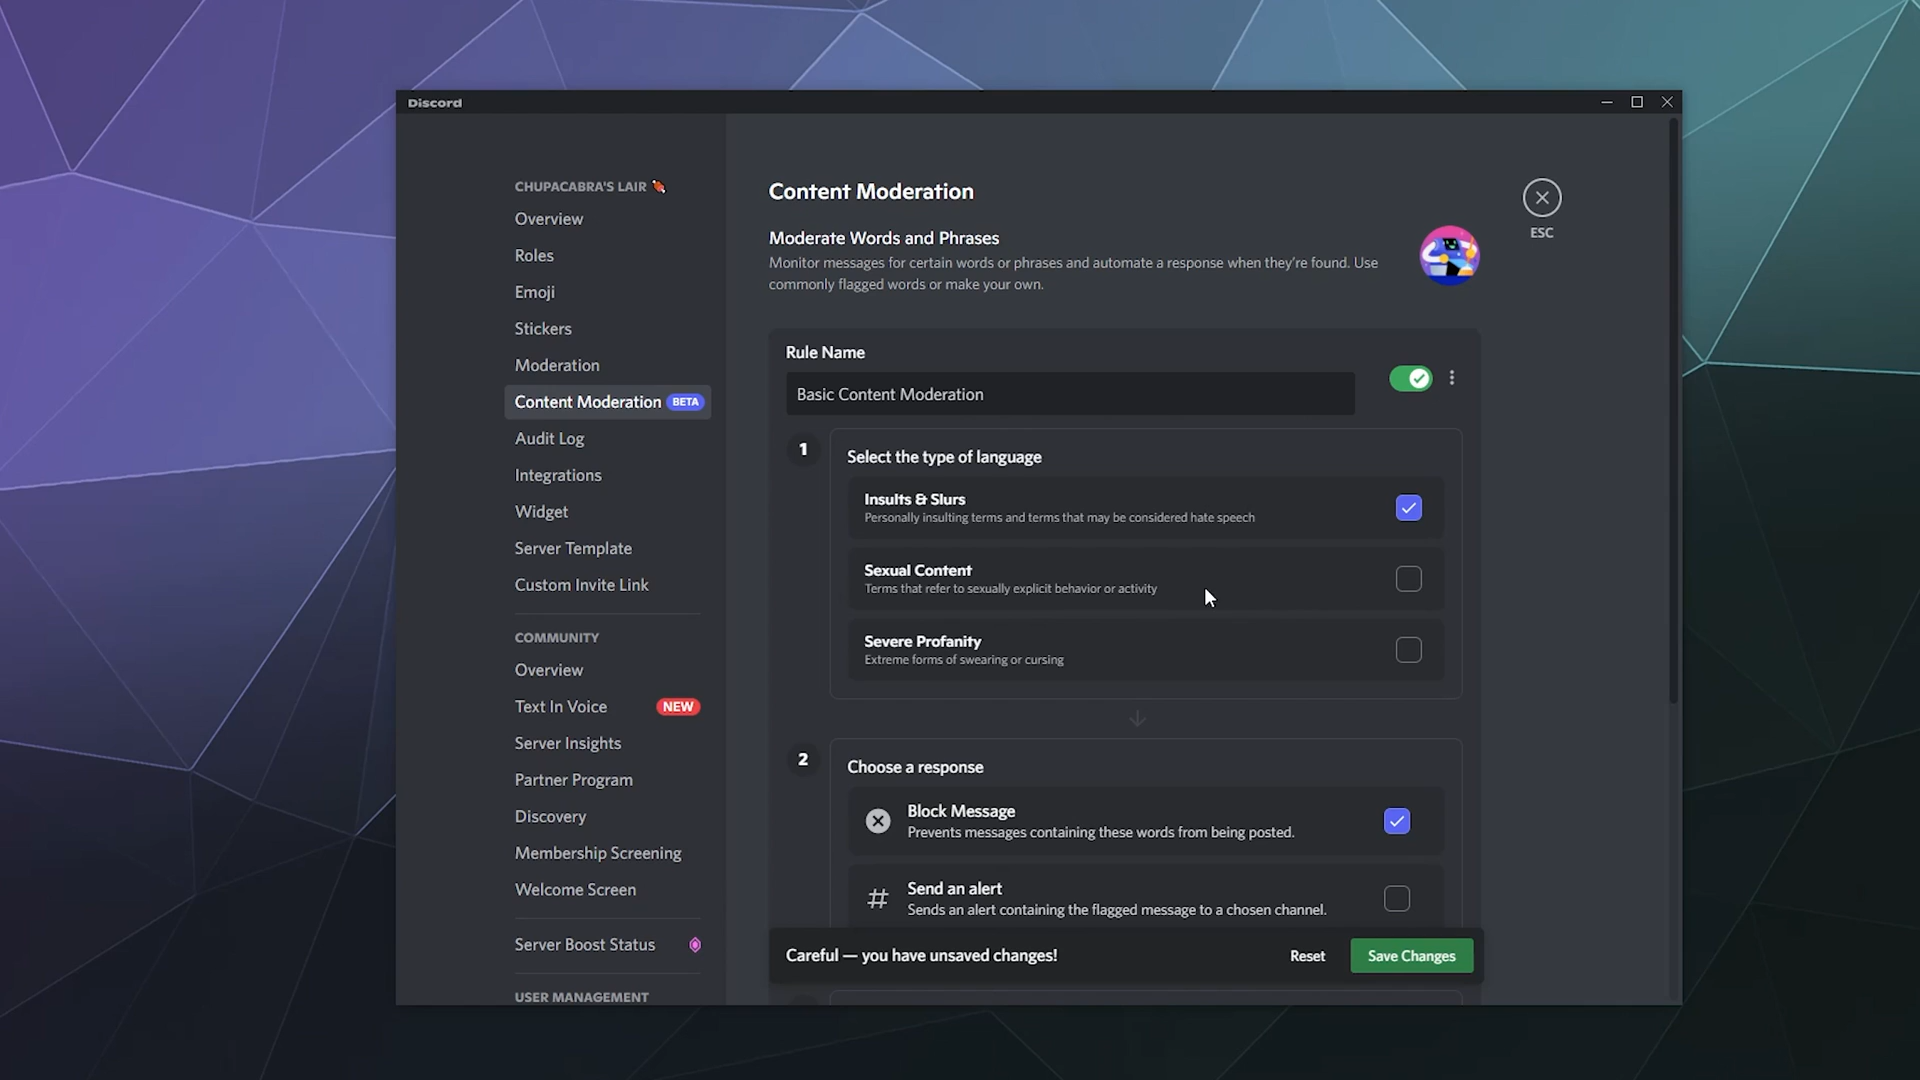 Discord
CHUPACABRA'S LAIR
Overview
Roles
Emoji
Stickers
Moderation
Content Moderation BETA
Audit Log
Integrations
Widget
Server Template
Custom Invite Link
COMMUNITY
Overview
Text In Voice NEW
Server Insights
Partner Program
Discovery
Membership Screening
Welcome Screen
Server Boost Status
USER MANAGEMENT
Content Moderation
ESC
Moderate Words and Phrases
Monitor messages for certain words or phrases and automate a response when they're found. Use
commonly flagged words or make your own.
Rule Name
Basic Content Moderation
1
Select the type of language
Insults & Slurs
Personally insulting terms and terms that may be considered hate speech
Sexual Content
Terms that refer to sexually explicit behavior or activity
Severe Profanity
Extreme forms of swearing or cursing
2
Choose a response
Block Message
Prevents messages containing these words from being posted.
Send an alert
Sends an alert containing the flagged message to a chosen channel.
Careful — you have unsaved changes!
Reset
Save Changes